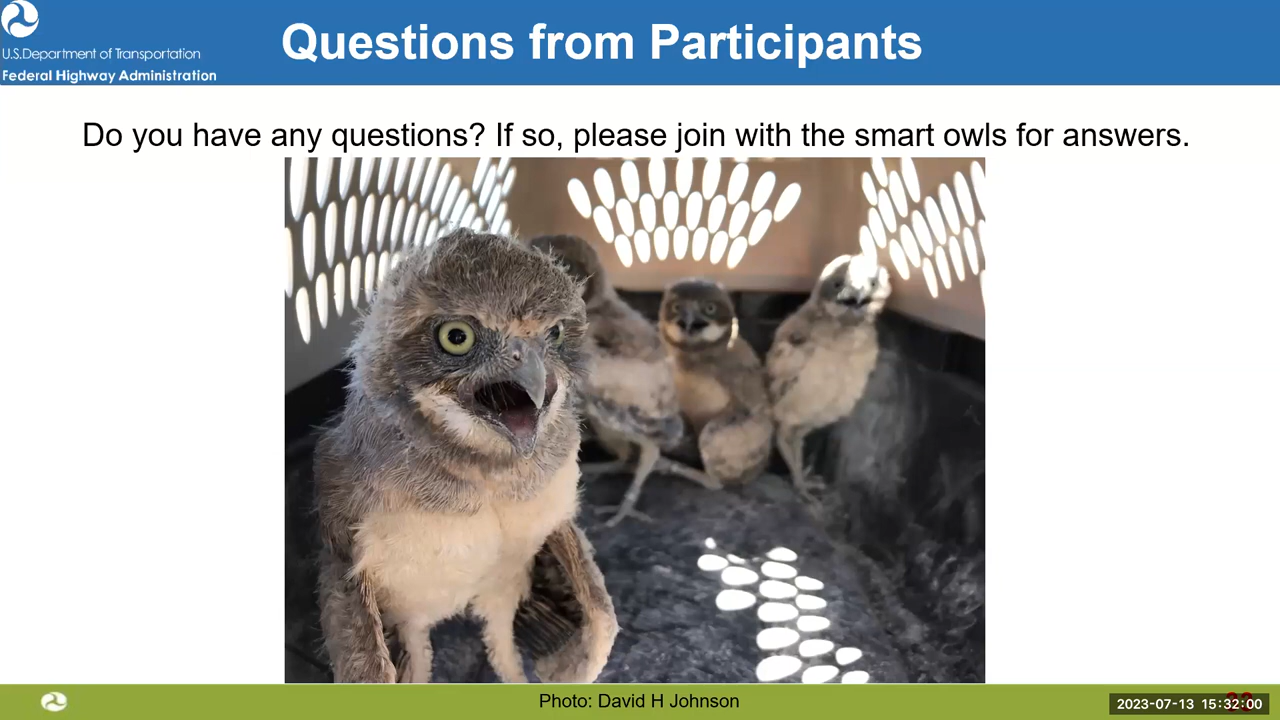 U.S.Department of Transportation
Federal Highway Administration
Questions from Participants
Do you have any questions? If so, please join with the smart owls for answers.
Photo: David H Johnson
2023-07-13 15:32:00